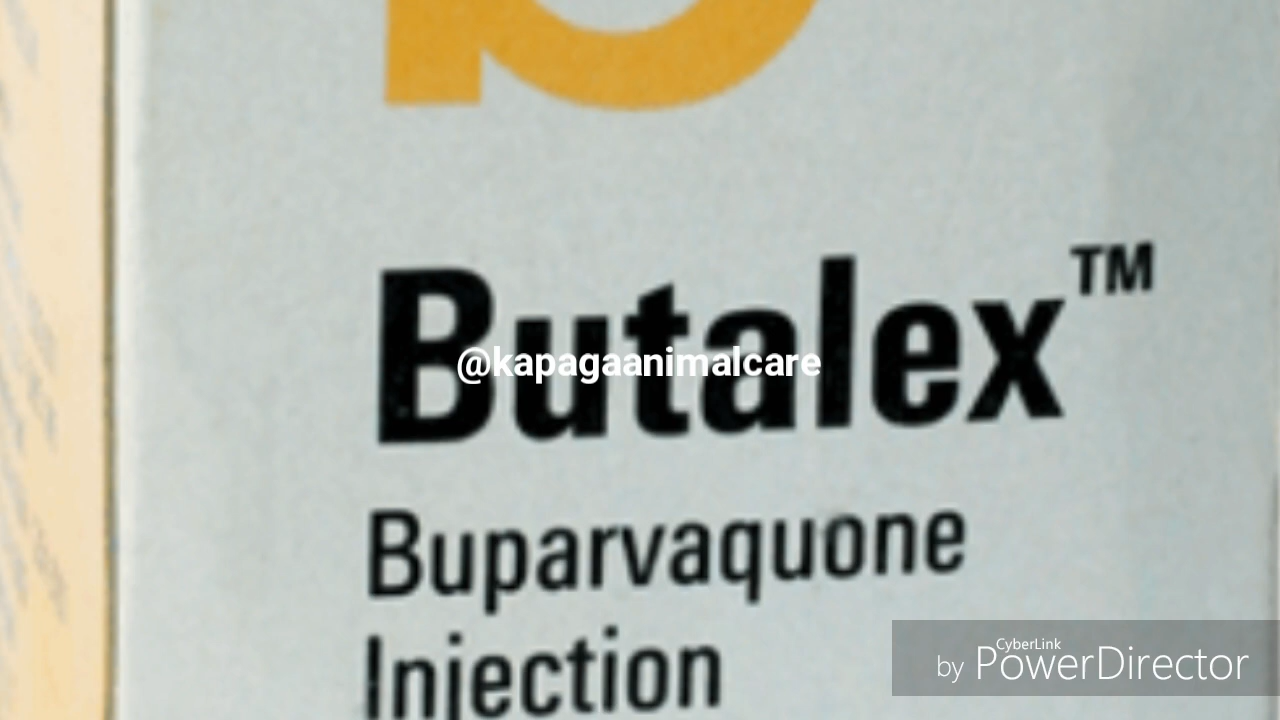 b
Butalex™
@kapagaanimalcare
Buparvaquone
Injection
CyberLink
by PowerDirector